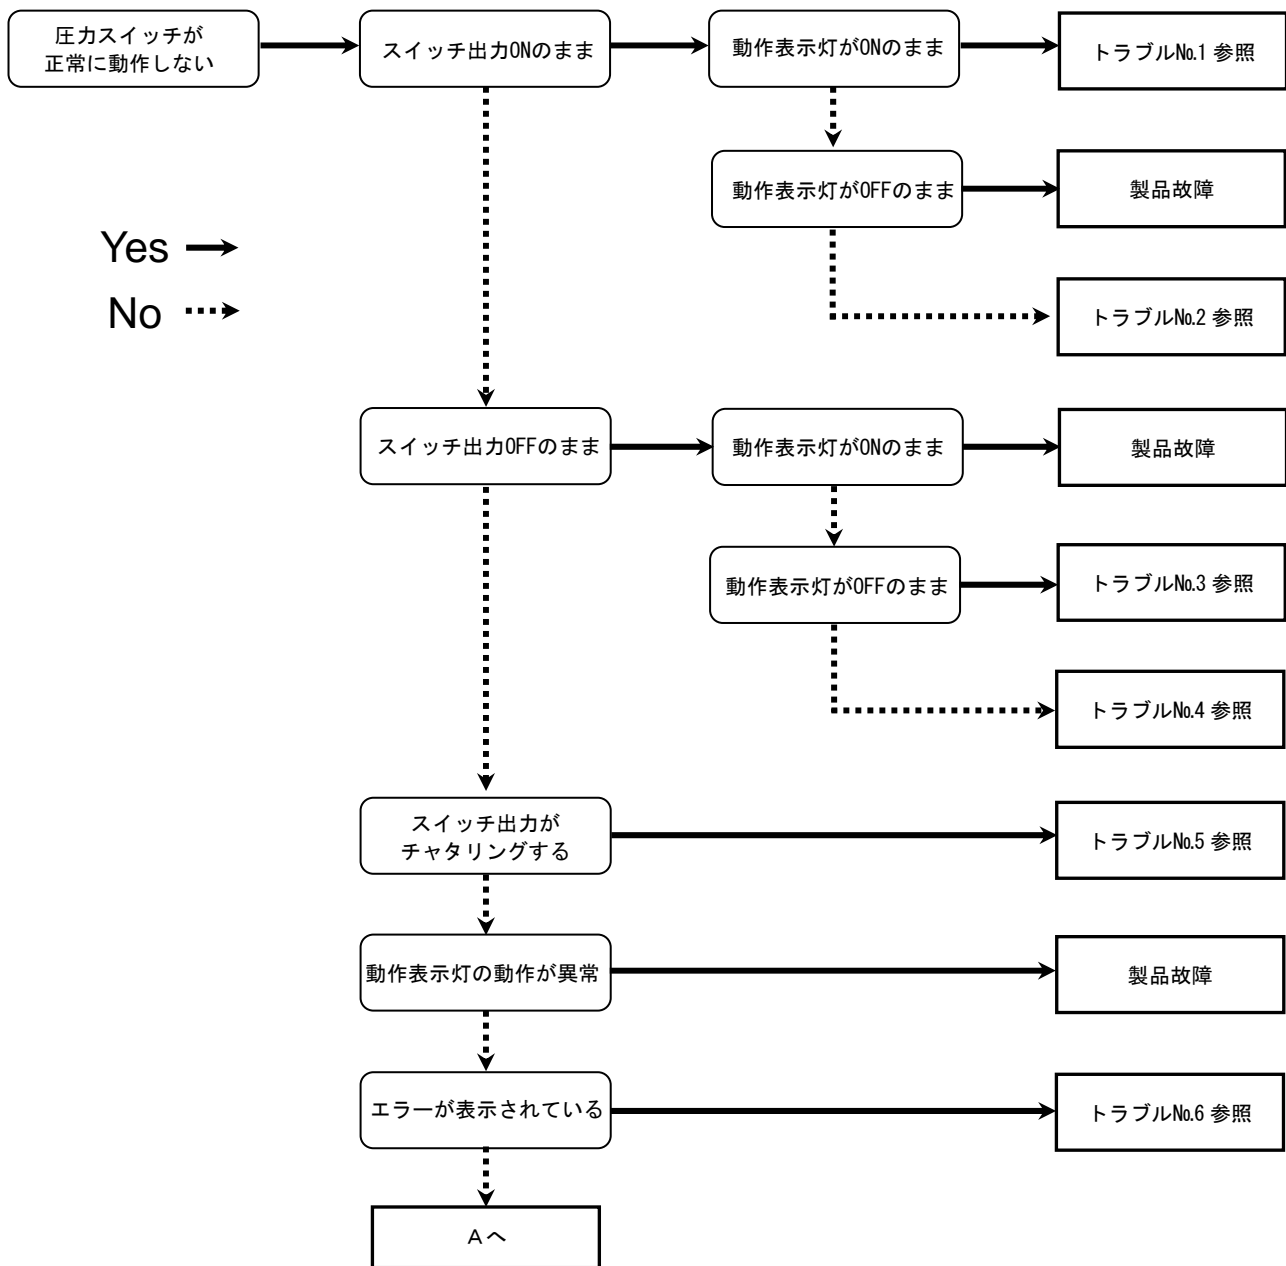 圧力スイッチが
正常に動作しない
スイッチ出力ONのまま
動作表示灯がONのまま
トラブル№1 参照
動作表示灯がOFFのまま
製品故障
Yes
No
トラブル№2 参照
スイッチ出力OFFのまま
動作表示灯がONのまま
製品故障
動作表示灯がOFFのまま
トラブル№3 参照
トラブル№4 参照
スイッチ出力が
チャタリングする
トラブル№5 参照
動作表示灯の動作が異常
製品故障
エラーが表示されている
トラブル№6 参照
Aへ